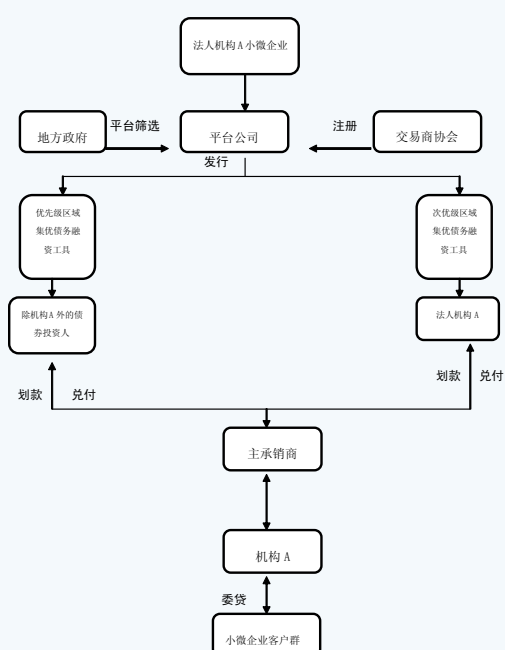 法人机构A小微企业
地方政府
平台筛选
平台公司
注册
交易商协会
发行
优先级区域
集优债务融
资工具
次优级区域
集优债务融
资工具
除机构A 外的债
券投资人
法人机构 A
划款
兑付
划款
兑付
主承销商
机构 A
委贷
小微企业客户群